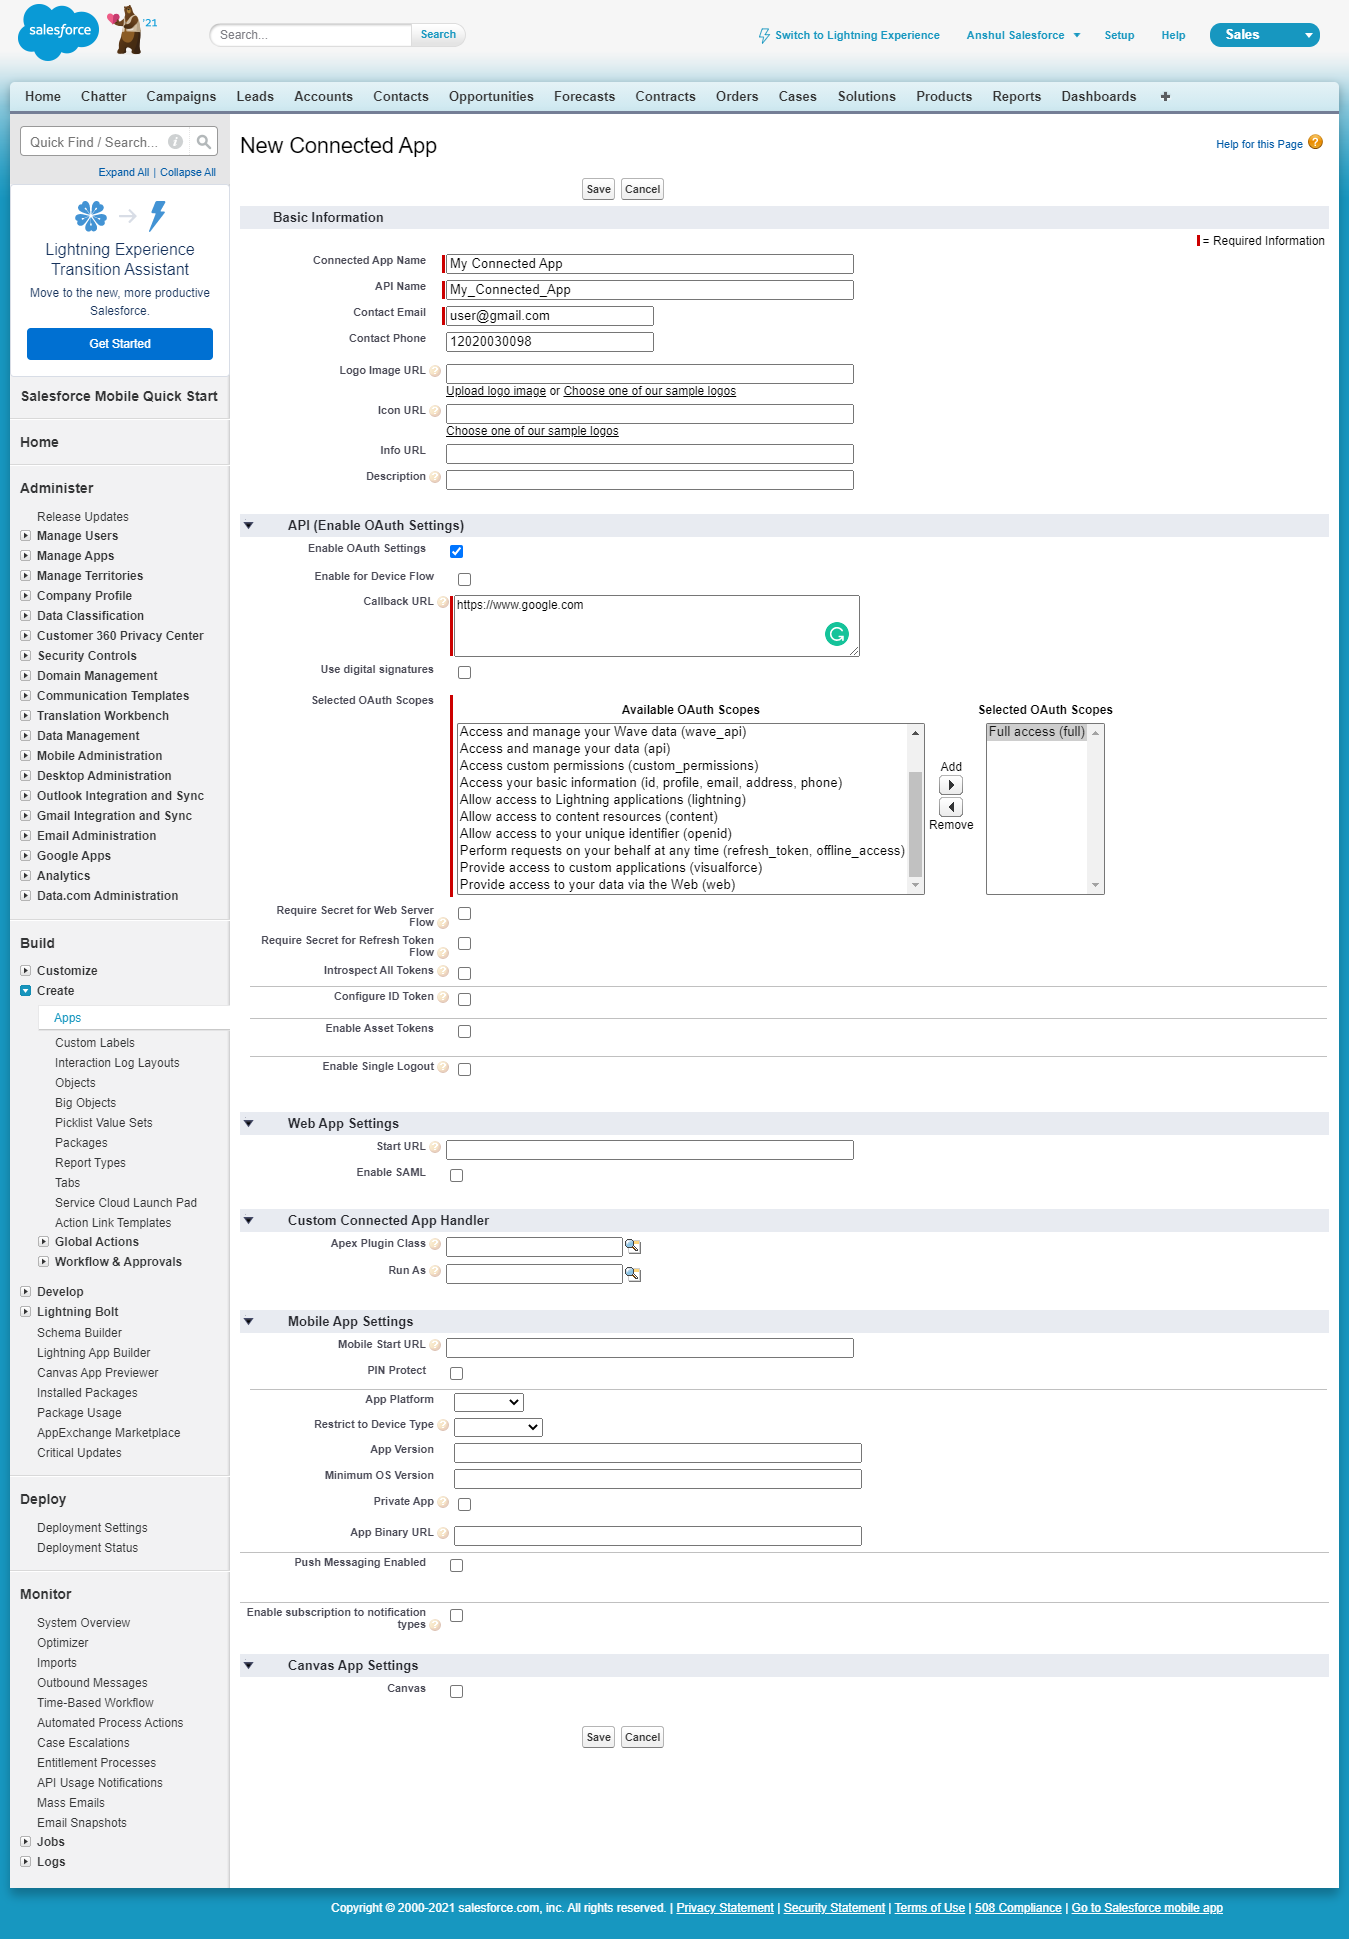 salesforce
'21
Search...
Search
Switch to Lightning Experience
Anshul Salesforce
Setup
Help
Sales
Home Chatter Campaigns Leads Accounts Contacts Opportunities Forecasts Contracts Orders Cases Solutions Products Reports Dashboards
Quick Find / Search...
Expand All | Collapse All
Lightning Experience
Transition Assistant
Move to the new, more productive
Salesforce.
Get Started
Salesforce Mobile Quick Start
Home
Administer
Release Updates
Manage Users
Manage Apps
Manage Territories
Company Profile
Data Classification
Customer 360 Privacy Center
Security Controls
Domain Management
Communication Templates
Translation Workbench
Data Management
Mobile Administration
Desktop Administration
Outlook Integration and Sync
Gmail Integration and Sync
Email Administration
Google Apps
Analytics
Data.com Administration
Build
Customize
Create
Apps
Custom Labels
Interaction Log Layouts
Objects
Big Objects
Picklist Value Sets
Packages
Report Types
Tabs
Service Cloud Launch Pad
Action Link Templates
Global Actions
Workflow & Approvals
Develop
Lightning Bolt
Schema Builder
Lightning App Builder
Canvas App Previewer
Installed Packages
Package Usage
AppExchange Marketplace
Critical Updates
Deploy
Deployment Settings
Deployment Status
Monitor
System Overview
Optimizer
Imports
Outbound Messages
Time-Based Workflow
Automated Process Actions
Case Escalations
Entitlement Processes
API Usage Notifications
Mass Emails
Email Snapshots
Jobs
Logs
New Connected App
Help for this Page
Save Cancel
Basic Information
= Required Information
Connected App Name My Connected App
API Name My_Connected_App
Contact Email user@gmail.com
Contact Phone 12020030098
Logo Image URL
Upload logo image or Choose one of our sample logos
Icon URL
Choose one of our sample logos
Info URL
Description
API (Enable OAuth Settings)
Enable OAuth Settings
Enable for Device Flow
Callback URL https://www.google.com
Use digital signatures
Selected OAuth Scopes
Available OAuth Scopes
Access and manage your Wave data (wave_api)
Access and manage your data (api)
Access custom permissions (custom_permissions)
Access your basic information (id, profile, email, address, phone)
Allow access to Lightning applications (lightning)
Allow access to content resources (content)
Allow access to your unique identifier (openid)
Perform requests on your behalf at any time (refresh_token, offline_access)
Provide access to custom applications (visualforce)
Provide access to your data via the Web (web)
Add
Remove
Selected OAuth Scopes
Full access (full)
Require Secret for Web Server
Flow
Require Secret for Refresh Token
Flow
Introspect All Tokens
Configure ID Token
Enable Asset Tokens
Enable Single Logout
Web App Settings
Start URL
Enable SAML
Custom Connected App Handler
Apex Plugin Class
Run As
Mobile App Settings
Mobile Start URL
PIN Protect
App Platform
Restrict to Device Type
App Version
Minimum OS Version
Private App
App Binary URL
Push Messaging Enabled
Enable subscription to notification
types
Canvas App Settings
Canvas
Save Cancel
Copyright © 2000-2021 salesforce.com, inc. All rights reserved. | Privacy Statement | Security Statement | Terms of Use | 508 Compliance | Go to Salesforce mobile app